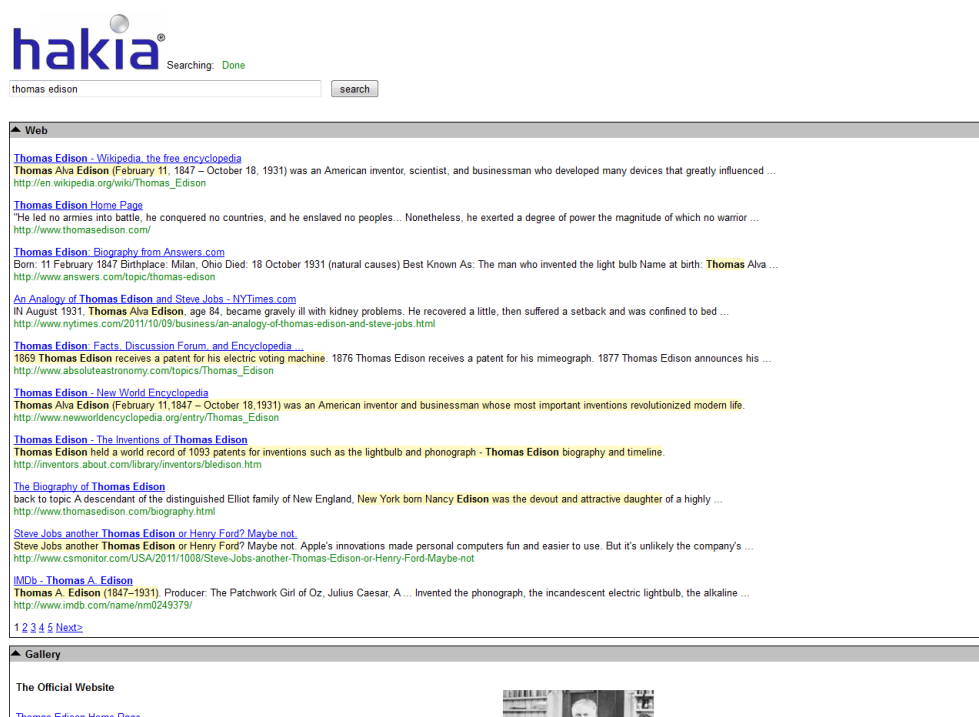 hakia®
Searching: Done
thomas edison
search
Web
Thomas Edison - Wikipedia, the free encyclopedia
Thomas Alva Edison (February 11, 1847 – October 18, 1931) was an American inventor, scientist, and businessman who developed many devices that greatly influenced ...
http://en.wikipedia.org/wiki/Thomas_Edison
Thomas Edison Home Page
"He led no armies into battle, he conquered no countries, and he enslaved no peoples... Nonetheless, he exerted a degree of power the magnitude of which no warrior ...
http://www.thomasedison.com/
Thomas Edison: Biography from Answers.com
Born: 11 February 1847 Birthplace: Milan, Ohio Died: 18 October 1931 (natural causes) Best Known As: The man who invented the light bulb Name at birth: Thomas Alva ...
http://www.answers.com/topic/thomas-edison
An Analogy of Thomas Edison and Steve Jobs - NYTimes.com
IN August 1931, Thomas Alva Edison, age 84, became gravely ill with kidney problems. He recovered a little, then suffered a setback and was confined to bed ...
http://www.nytimes.com/2011/10/09/business/an-analogy-of-thomas-edison-and-steve-jobs.html
Thomas Edison: Facts, Discussion Forum, and Encyclopedia ...
1869 Thomas Edison receives a patent for his electric voting machine. 1876 Thomas Edison receives a patent for his mimeograph. 1877 Thomas Edison announces his ...
http://www.absoluteastronomy.com/topics/Thomas_Edison
Thomas Edison - New World Encyclopedia
Thomas Alva Edison (February 11,1847 – October 18,1931) was an American inventor and businessman whose most important inventions revolutionized modern life.
http://www.newworldencyclopedia.org/entry/Thomas_Edison
Thomas Edison - The Inventions of Thomas Edison
Thomas Edison held a world record of 1093 patents for inventions such as the lightbulb and phonograph - Thomas Edison biography and timeline.
http://inventors.about.com/library/inventors/bledison.htm
The Biography of Thomas Edison
back to topic A descendant of the distinguished Elliot family of New England, New York born Nancy Edison was the devout and attractive daughter of a highly ...
http://www.thomasedison.com/biography.html
Steve Jobs another Thomas Edison or Henry Ford? Maybe not.
Steve Jobs another Thomas Edison or Henry Ford? Maybe not. Apple's innovations made personal computers fun and easier to use. But it's unlikely the company's ...
http://www.csmonitor.com/USA/2011/1008/Steve-Jobs-another-Thomas-Edison-or-Henry-Ford-Maybe-not
IMDb - Thomas A. Edison
Thomas A. Edison (1847–1931). Producer: The Patchwork Girl of Oz, Julius Caesar, A ... Invented the phonograph, the incandescent electric lightbulb, the alkaline ...
http://www.imdb.com/name/nm0249379/
1 2 3 4 5 Next>
Gallery
The Official Website
Thomas Edison Home Page